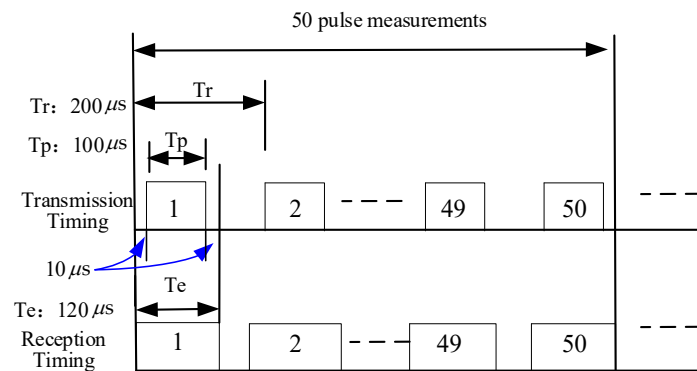 50 pulse measurements
Tr：200μs
Tr
Tp：100μs
Tp
Transmission
Timing
1
2
49
50
10μs
Te
Te：120μs
Reception
Timing
1
2
49
50